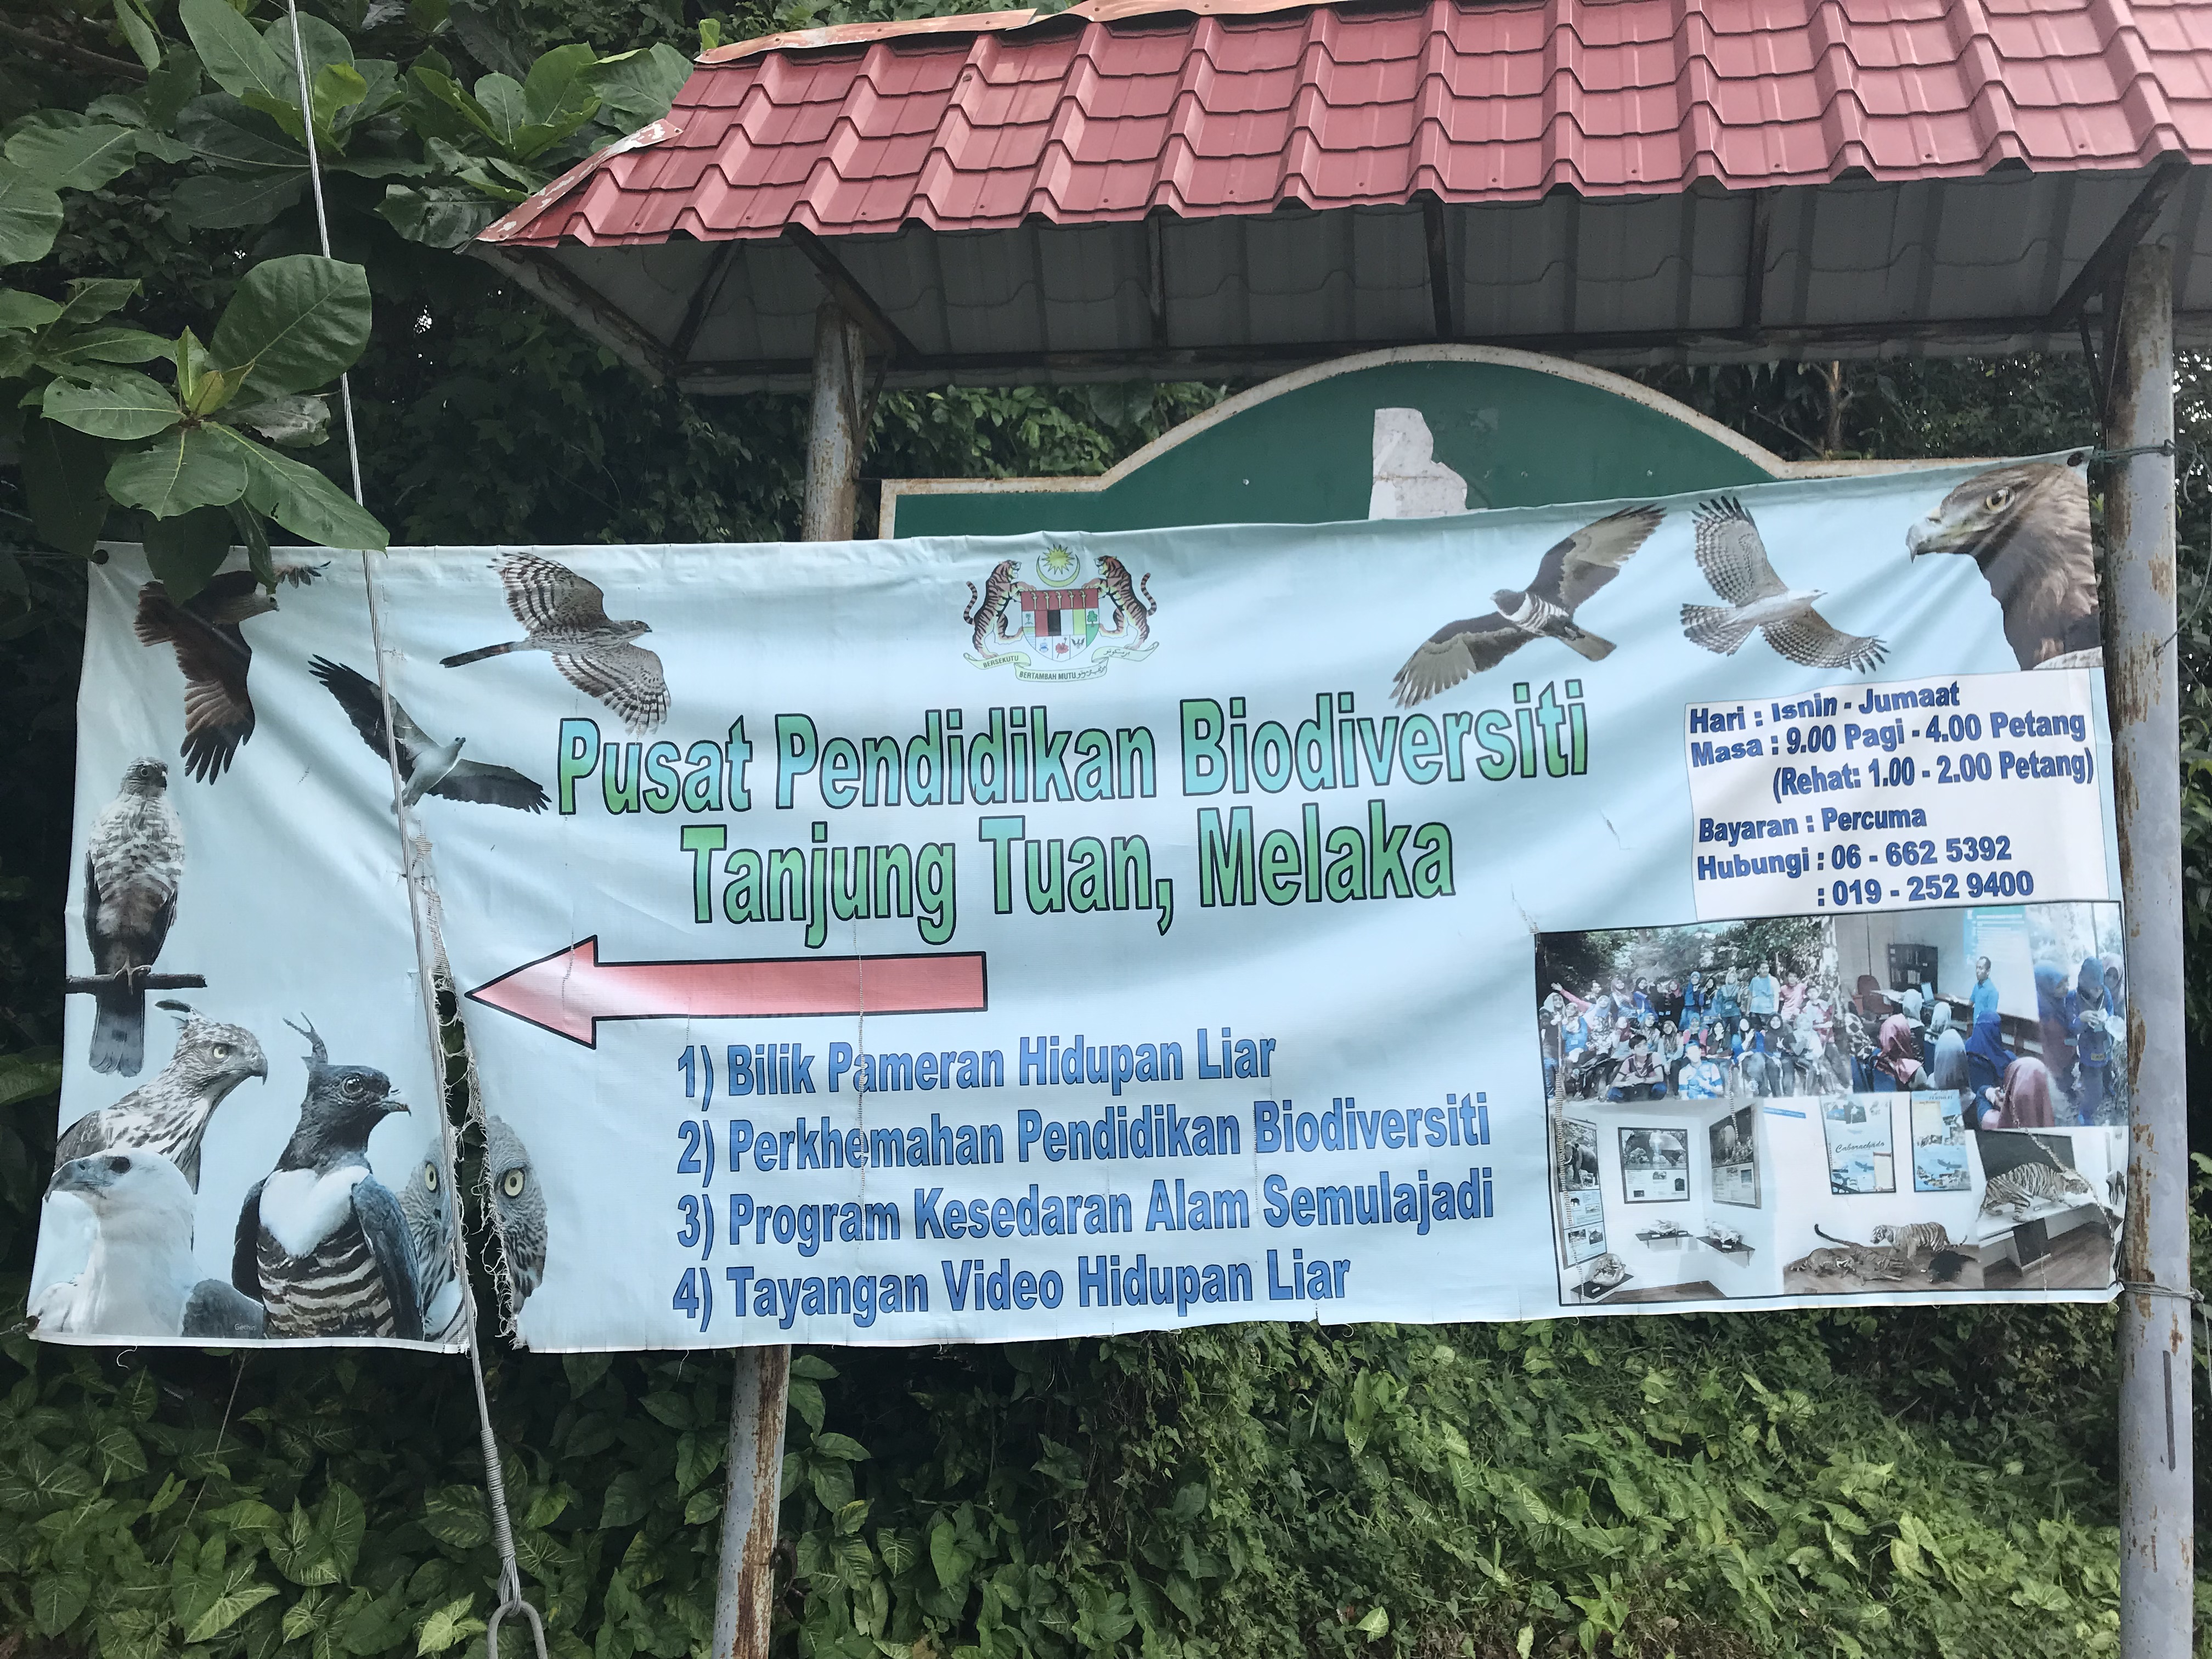 BERSEKUTU BERTAMBAH MUTU
Pusat Pendidikan Biodiversiti
Tanjung Tuan, Melaka
1) Bilik Pameran Hidupan Liar
2) Perkhemahan Pendidikan Biodiversiti
3) Program Kesedaran Alam Semulajadi
4) Tayangan Video Hidupan Liar
Hari : Isnin - Jumaat
Masa : 9.00 Pagi - 4.00 Petang
(Rehat: 1.00 - 2.00 Petang)
Bayaran : Percuma
Hubungi : 06 - 662 5392
: 019 - 252 9400